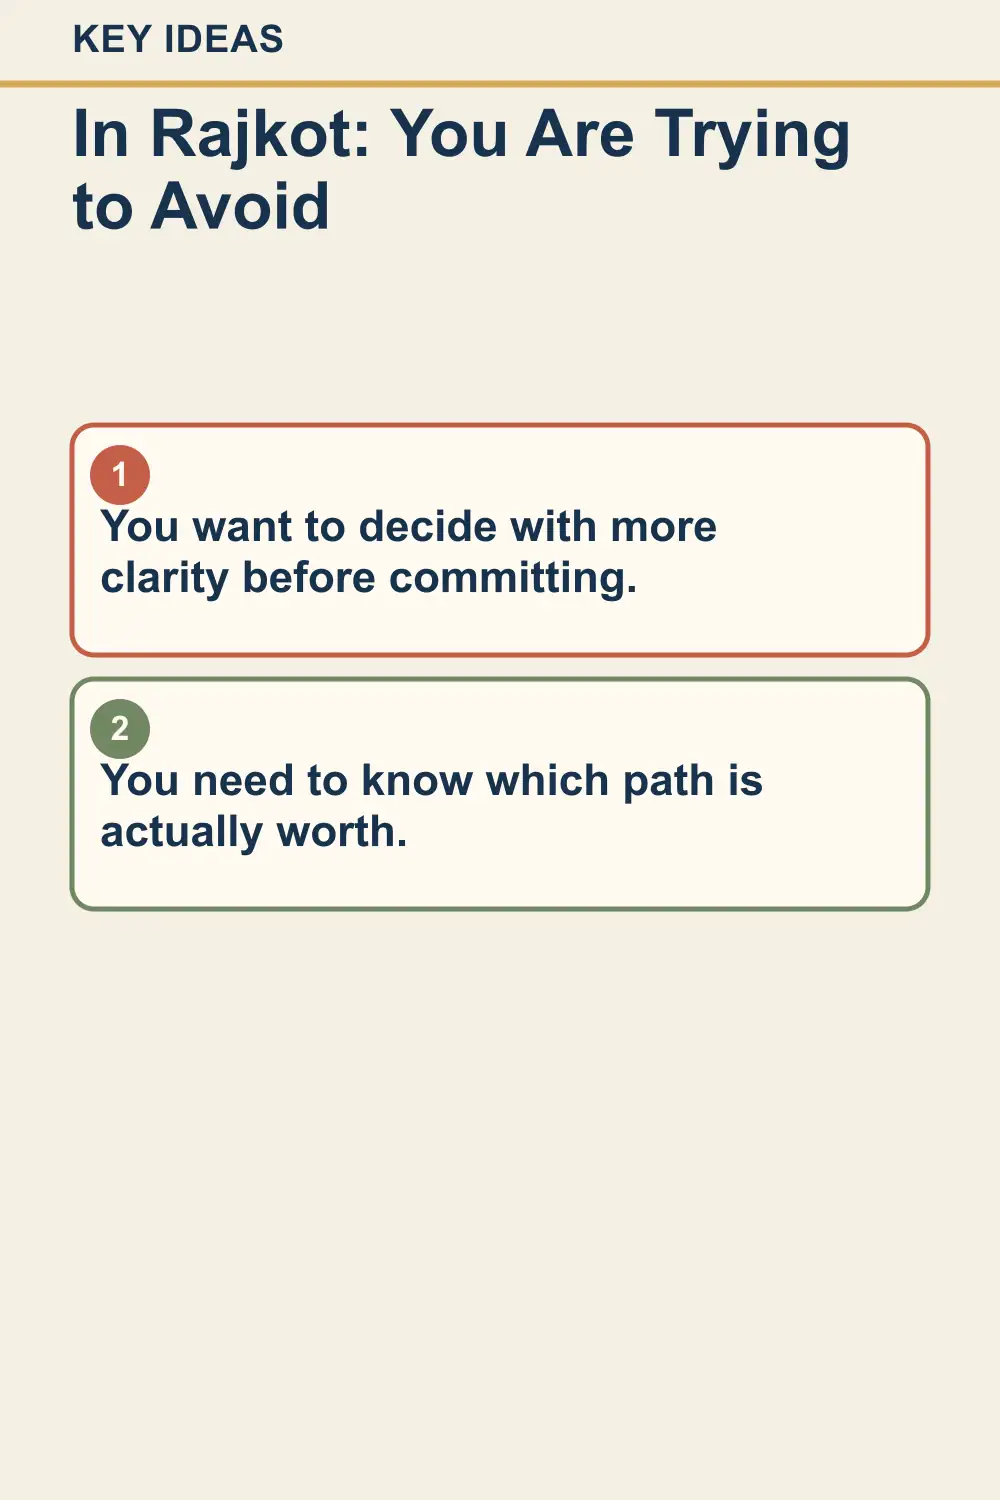 KEY IDEAS
In Rajkot: You Are Trying
to Avoid
1
You want to decide with more
clarity before committing.
2
You need to know which path is
actually worth.